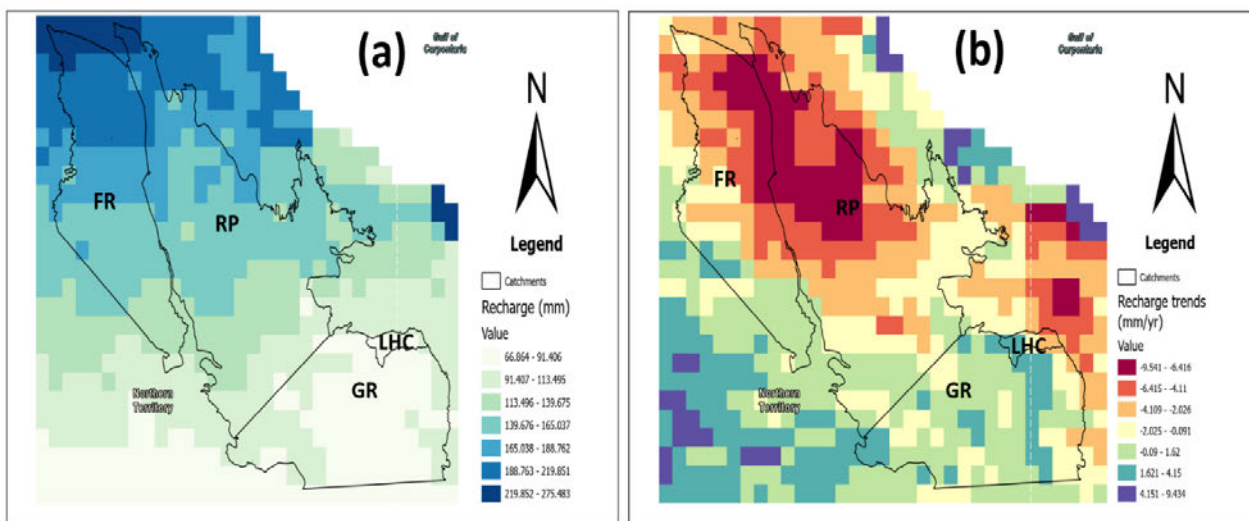 (a)
Gulf of
Carpentaria
N
FR
RP
LHC
GR
Northern
Territory
Legend
Catchments
Recharge (mm)
Value
66.864 - 91.406
91.407 - 113.495
113.496 - 139.675
139.676 - 165.037
165.038 - 188.762
188.763 - 219.851
219.852 - 275.483
(b)
Gulf of
Carpentaria
N
FR
RP
LHC
GR
Northern
Territory
Legend
Catchments
Recharge trends
(mm/yr)
Value
-9.541 - -6.416
-6.415 - -4.11
-4.109 - -2.026
-2.025 - -0.091
-0.09 - 1.62
1.621 - 4.15
4.151 - 9.434